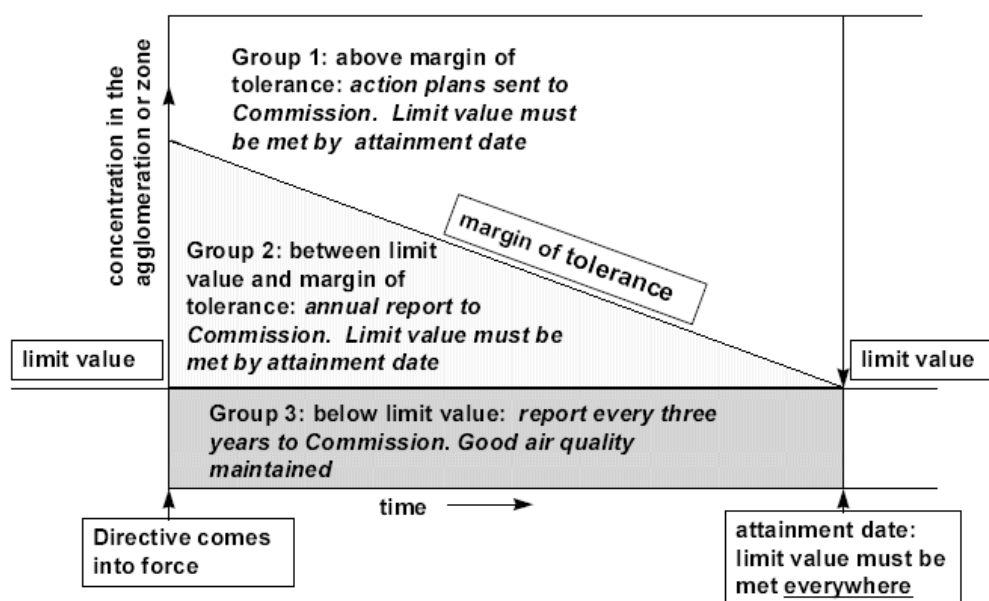 concentration in the
agglomeration or zone
Group 1: above margin of
tolerance: action plans sent to
Commission. Limit value must
be met by attainment date
margin of tolerance
Group 2: between limit
value and margin of
tolerance: annual report to
Commission. Limit value must be
met by attainment date
limit value
limit value
Group 3: below limit value: report every three
years to Commission. Good air quality
maintained
time
Directive comes
into force
attainment date:
limit value must be
met everywhere